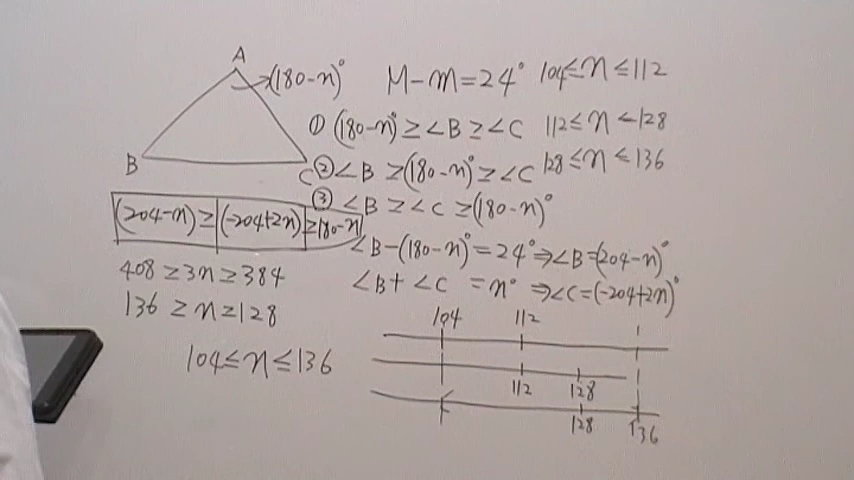 A
(180-n)°
B
C
M-m=24°
104≤n≤112
① (180-n)°≥∠B≥∠C
112≤n<128
② ∠B≥(180-n)°≥∠C
128≤n≤136
③ ∠B≥∠C≥(180-n)°
(204-n)≥(-204+2n)≥180-n
∠B-(180-n)°=24°⇒∠B=(204-n)°
408≥3n≥384
∠B+∠C=n°⇒∠C=(-204+2n)°
136≥n≥128
104≤n≤136
104 112
112 128
128 136